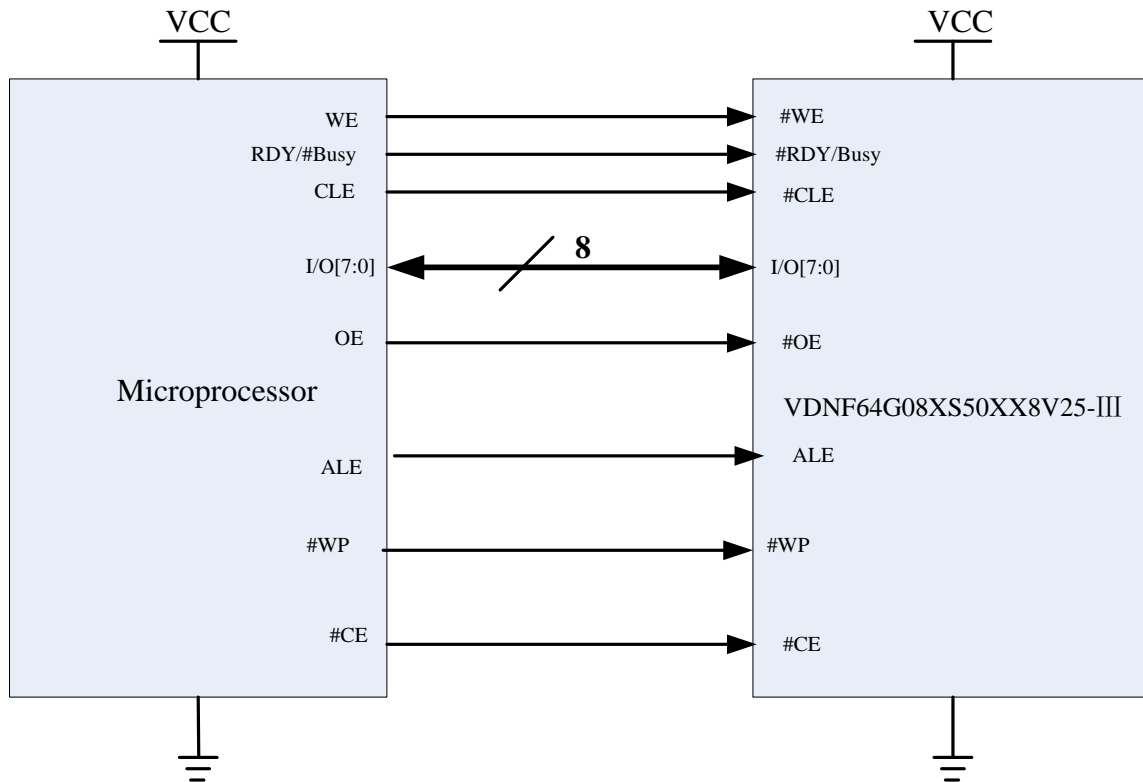 VCC
VCC
WE
#WE
RDY/#Busy
#RDY/Busy
CLE
#CLE
8
I/O[7:0]
I/O[7:0]
OE
#OE
Microprocessor
VDNF64G08XS50XX8V25-Ⅲ
ALE
ALE
#WP
#WP
#CE
#CE